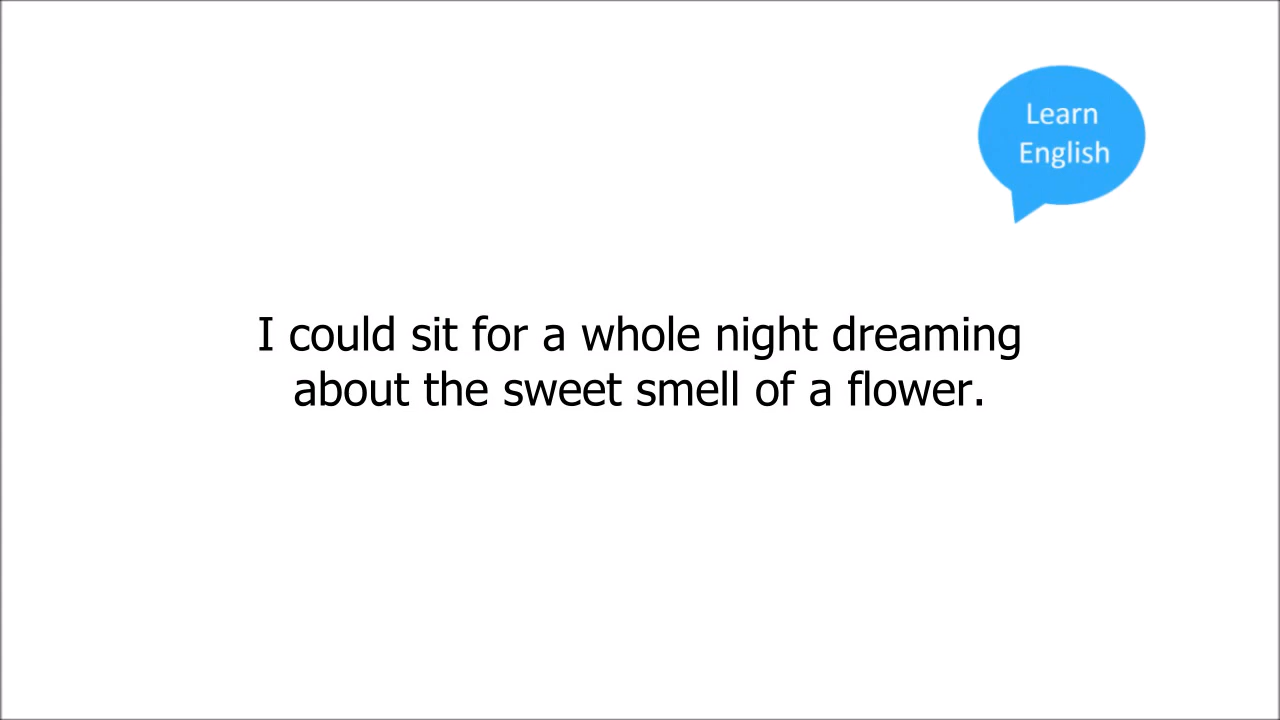 Learn
English
I could sit for a whole night dreaming
about the sweet smell of a flower.